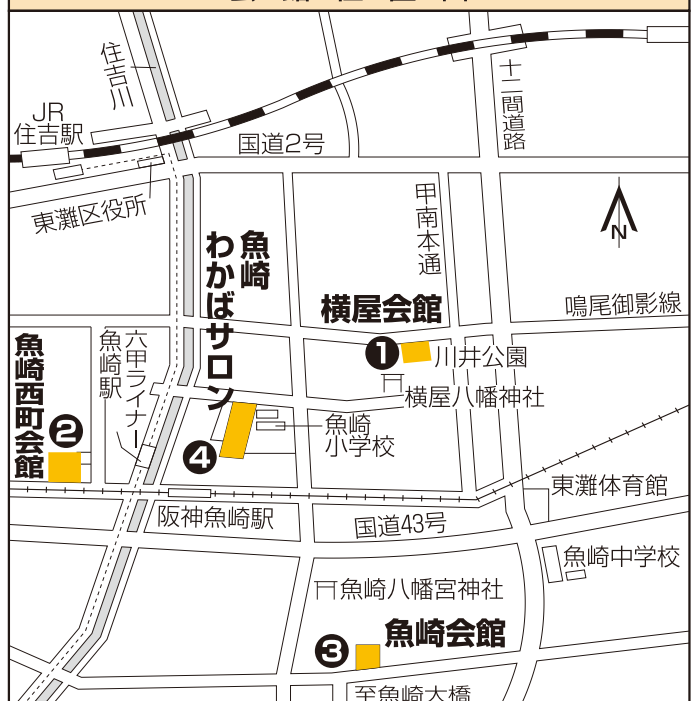 住吉川
JR
住吉駅
十二間道路
国道2号
東灘区役所
甲南本通
N
魚崎
わかばサロン
横屋会館
鳴尾御影線
魚崎西町会館
六甲ライナー
魚崎駅
❶
川井公園
横屋八幡神社
❷
魚崎
小学校
❹
東灘体育館
阪神魚崎駅
国道43号
魚崎中学校
魚崎八幡宮神社
❸
魚崎会館
至魚崎大橋